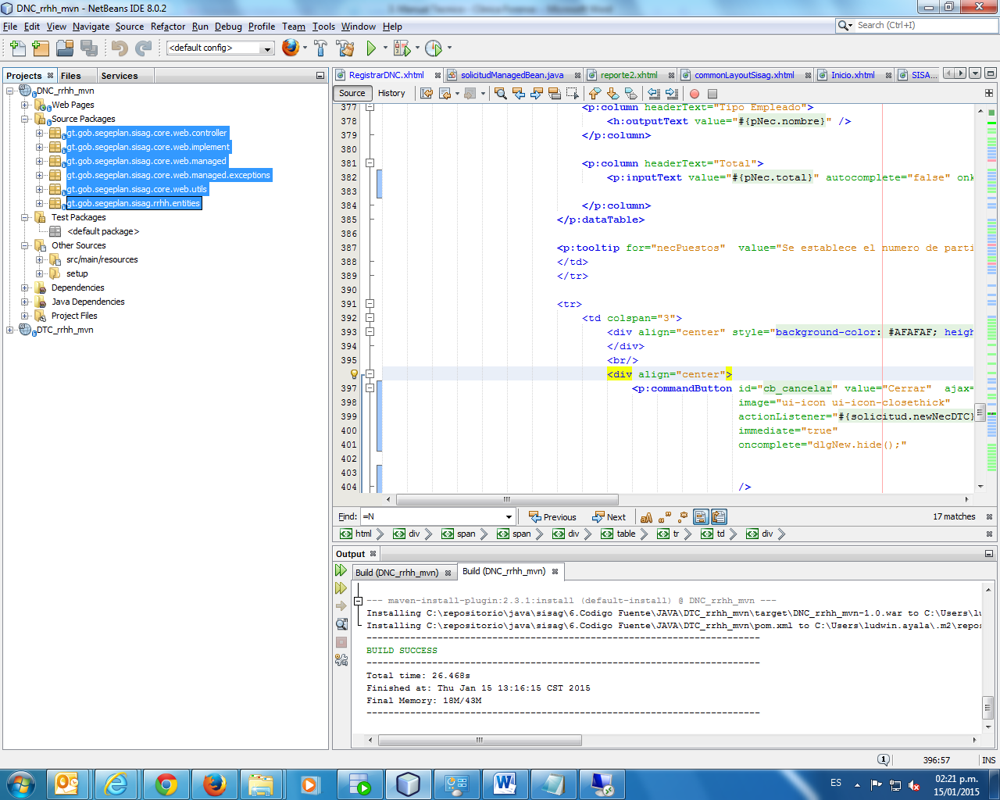 DNC_rrhh_mvn - NetBeans IDE 8.0.2
File Edit View Navigate Source Refactor Run Debug Profile Team Tools Window Help
Search (Ctrl+I)
<default config>
Projects Files Services
DNC_rrhh_mvn
Web Pages
Source Packages
gt.gob.segeplan.sisag.core.web.controller
gt.gob.segeplan.sisag.core.web.implement
gt.gob.segeplan.sisag.core.web.managed
gt.gob.segeplan.sisag.core.web.managed.exceptions
gt.gob.segeplan.sisag.core.web.utils
gt.gob.segeplan.sisag.rrhh.entities
Test Packages
<default package>
Other Sources
src/main/resources
setup
Dependencies
Java Dependencies
Project Files
DTC_rrhh_mvn
RegistrarDNC.xhtml solicitudManagedBean.java reporte2.xhtml commonLayoutSisag.xhtml Inicio.xhtml SISA...
Source History
377 <p:column headerText="Tipo Empleado">
378 <h:outputText value="#{pNec.nombre}" />
379 </p:column>
380
381 <p:column headerText="Total">
382 <p:inputText value="#{pNec.total}" autocomplete="false" onk
383
384 </p:column>
385 </p:dataTable>
386
387 <p:tooltip for="necPuestos" value="Se establece el numero de parti
388 </td>
389 </tr>
390
391 <tr>
392 <td colspan="3">
393 <div align="center" style="background-color: #AFAFAF; heigh
394 </div>
395 <br/>
<div align="center">
397 <p:commandButton id="cb_cancelar" value="Cerrar" ajax=
398 image="ui-icon ui-icon-closethick"
399 actionListener="#{solicitud.newNecDTC}
400 immediate="true"
401 oncomplete="dlgNew.hide();"
402
403
404 />
Find: =N Previous Next 17 matches
html div span span div table tr td div
Output
Build (DNC_rrhh_mvn) Build (DNC_rrhh_mvn)
--- maven-install-plugin:2.3.1:install (default-install) @ DNC_rrhh_mvn ---
Installing C:\repositorio\java\sisag\6.Codigo Fuente\JAVA\DTC_rrhh_mvn\target\DNC_rrhh_mvn-1.0.war to C:\Users\lu
Installing C:\repositorio\java\sisag\6.Codigo Fuente\JAVA\DTC_rrhh_mvn\pom.xml to C:\Users\ludwin.ayala\.m2\repos
------------------------------------------------------------------------
BUILD SUCCESS
------------------------------------------------------------------------
Total time: 26.468s
Finished at: Thu Jan 15 13:16:15 CST 2015
Final Memory: 18M/43M
------------------------------------------------------------------------
1 396:57 INS
ES 02:21 p.m.
15/01/2015